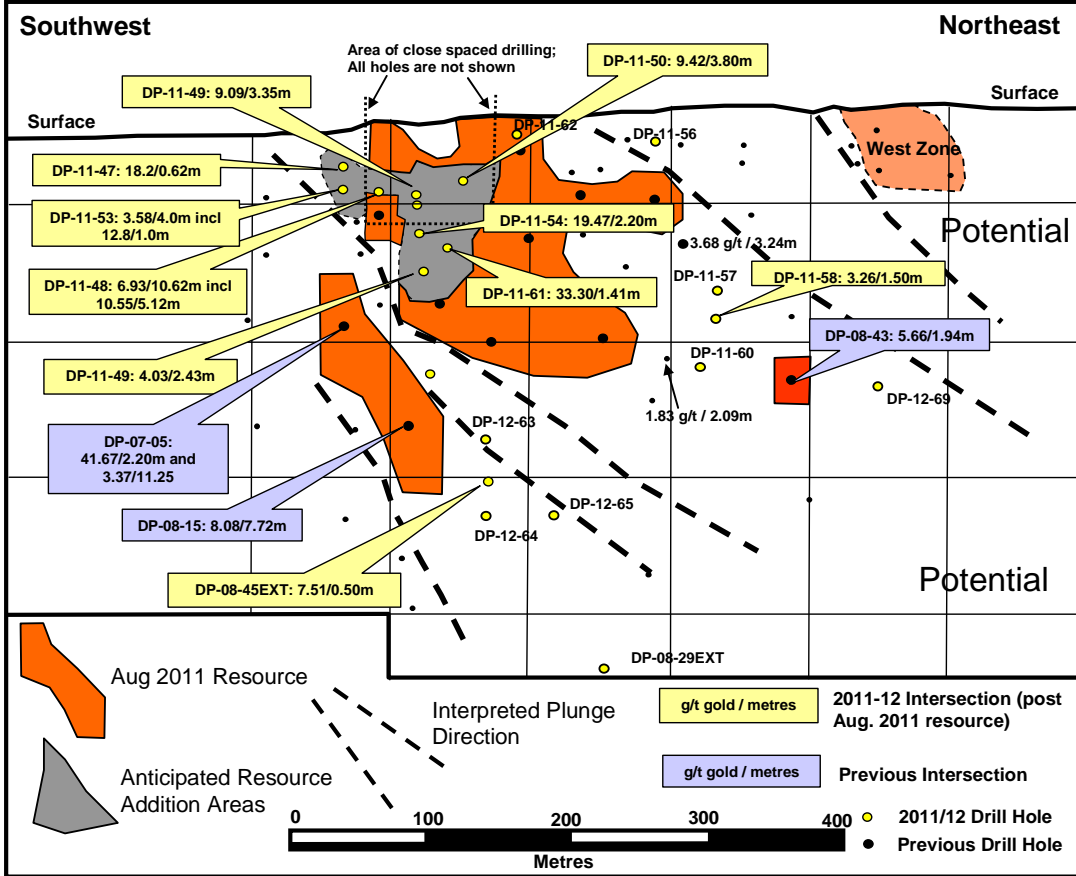 Southwest
Northeast
Area of close spaced drilling;
All holes are not shown
DP-11-50: 9.42/3.80m
DP-11-49: 9.09/3.35m
Surface
Surface
DP-11-62
DP-11-56
West Zone
DP-11-47: 18.2/0.62m
DP-11-53: 3.58/4.0m incl
12.8/1.0m
DP-11-54: 19.47/2.20m
Potential
3.68 g/t / 3.24m
DP-11-48: 6.93/10.62m incl
10.55/5.12m
DP-11-57
DP-11-58: 3.26/1.50m
DP-11-61: 33.30/1.41m
DP-08-43: 5.66/1.94m
DP-11-49: 4.03/2.43m
DP-11-60
DP-12-69
1.83 g/t / 2.09m
DP-07-05:
41.67/2.20m and
3.37/11.25
DP-12-63
DP-08-15: 8.08/7.72m
DP-12-65
DP-12-64
DP-08-45EXT: 7.51/0.50m
Potential
DP-08-29EXT
Aug 2011 Resource
Interpreted Plunge
Direction
g/t gold / metres
2011-12 Intersection (post
Aug. 2011 resource)
Anticipated Resource
Addition Areas
g/t gold / metres
Previous Intersection
0
100
200
300
400
Metres
2011/12 Drill Hole
Previous Drill Hole